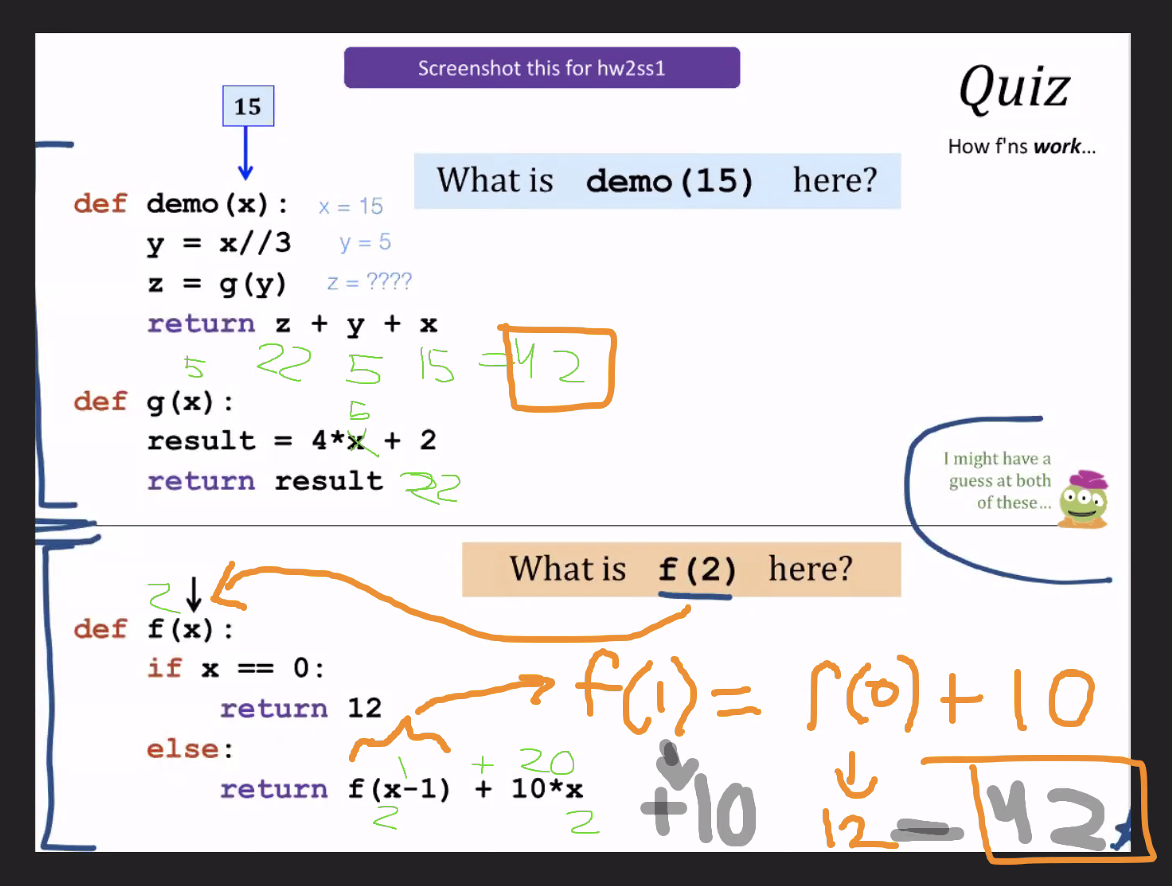 Screenshot this for hw2ss1
Quiz
How f'ns work...
15
What is demo(15) here?
def demo(x): x = 15
y = x//3 y = 5
z = g(y) z = ????
return z + y + x
5 22 5 15 = 42
def g(x):
5
result = 4*x + 2
return result 22
I might have a
guess at both
of these...
What is f(2) here?
2
def f(x):
if x == 0:
return 12
f(1) = f(0) + 10
else:
1 + 20
return f(x-1) + 10*x
2 2
+10
12 = 42